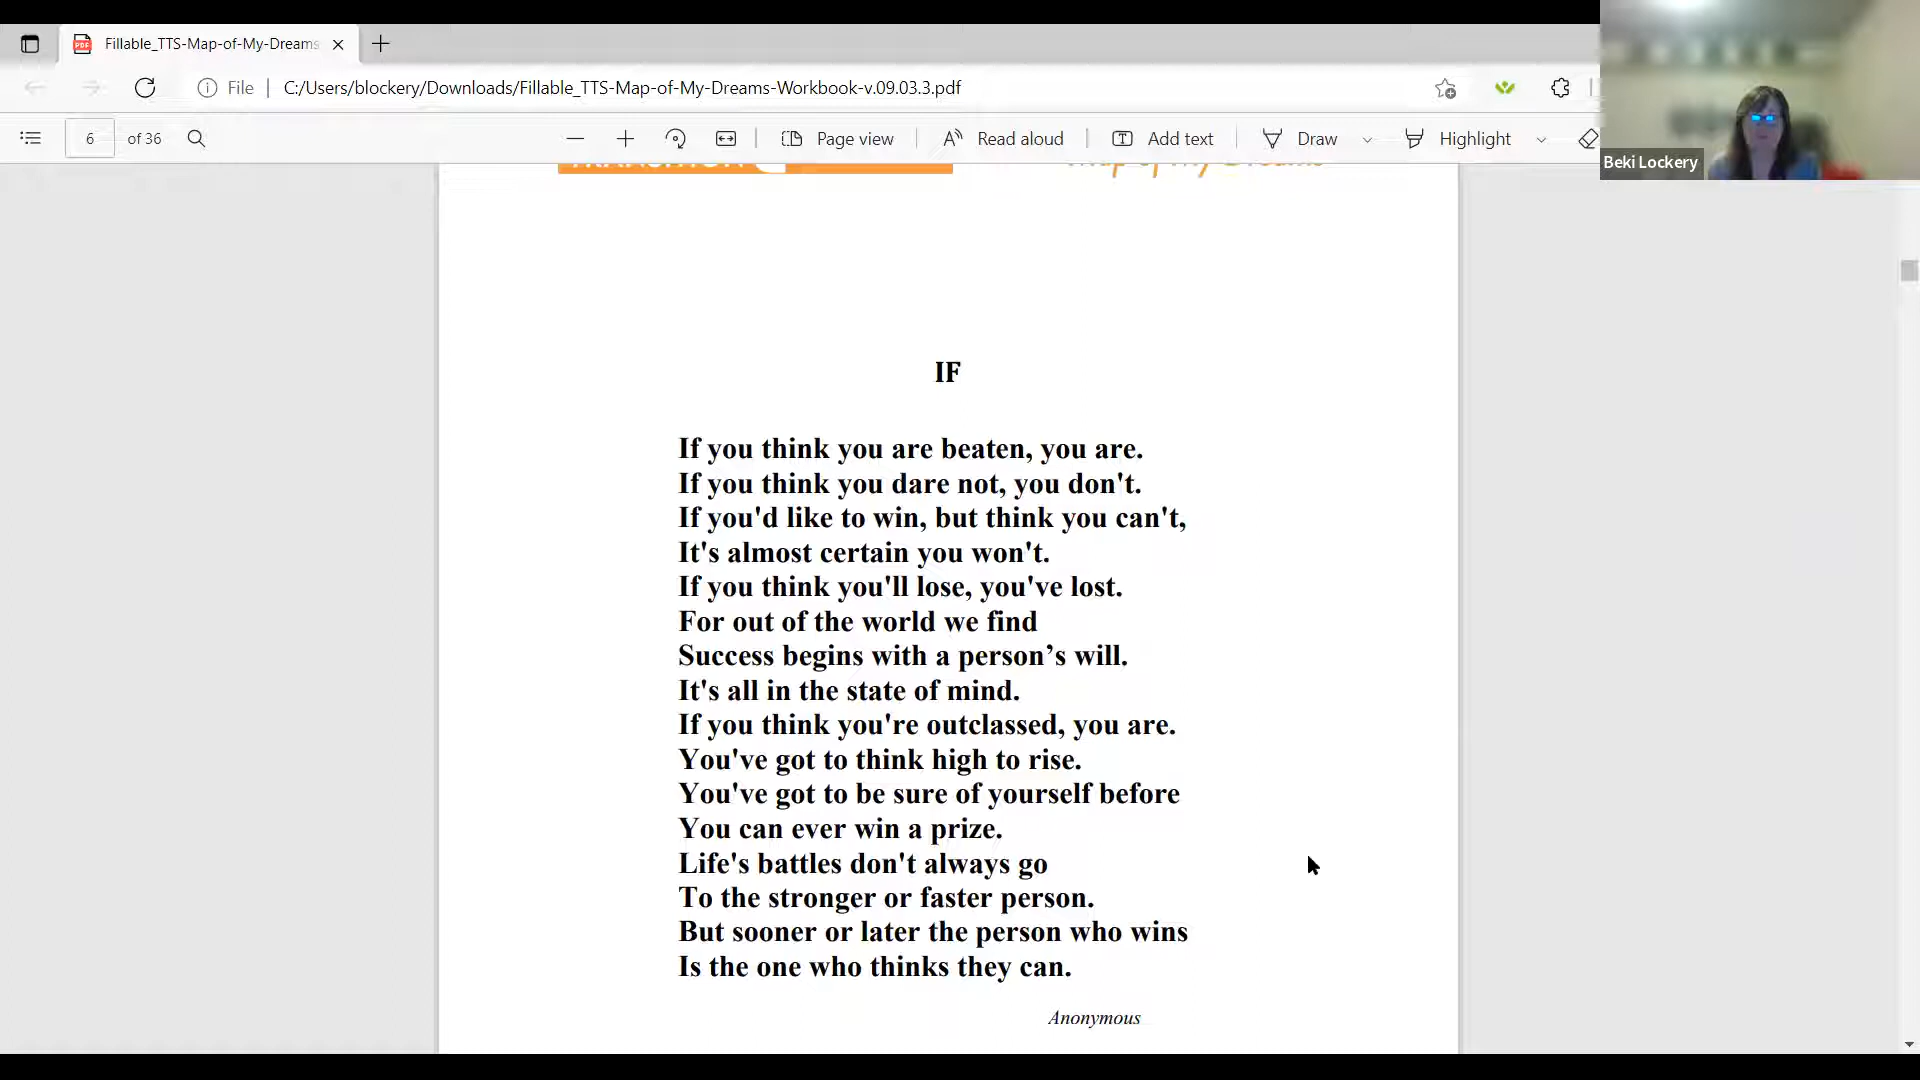 Fillable_TTS-Map-of-My-Dreams
File
C:/Users/blockery/Downloads/Fillable_TTS-Map-of-My-Dreams-Workbook-v.09.03.3.pdf
6 of 36
Page view
Read aloud
Add text
Draw
Highlight
Beki Lockery
Map of My Dreams
IF
If you think you are beaten, you are.
If you think you dare not, you don't.
If you'd like to win, but think you can't,
It's almost certain you won't.
If you think you'll lose, you've lost.
For out of the world we find
Success begins with a person’s will.
It's all in the state of mind.
If you think you're outclassed, you are.
You've got to think high to rise.
You've got to be sure of yourself before
You can ever win a prize.
Life's battles don't always go
To the stronger or faster person.
But sooner or later the person who wins
Is the one who thinks they can.
Anonymous